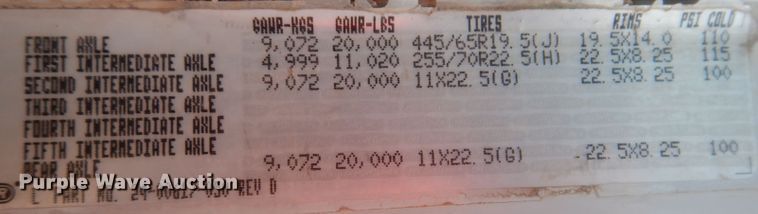 GAWR-KGS GAWR-LBS TIRES RIMS PSI COLD
FRONT AXLE 9,072 20,000 445/65R19.5(J) 19.5X14.0 110
FIRST INTERMEDIATE AXLE 4,999 11,020 255/70R22.5(H) 22.5X8.25 115
SECOND INTERMEDIATE AXLE 9,072 20,000 11X22.5(G) 22.5X8.25 100
THIRD INTERMEDIATE AXLE
FOURTH INTERMEDIATE AXLE
FIFTH INTERMEDIATE AXLE
REAR AXLE 9,072 20,000 11X22.5(G) 22.5X8.25 100
Purple Wave Auction
PART NO. REV D